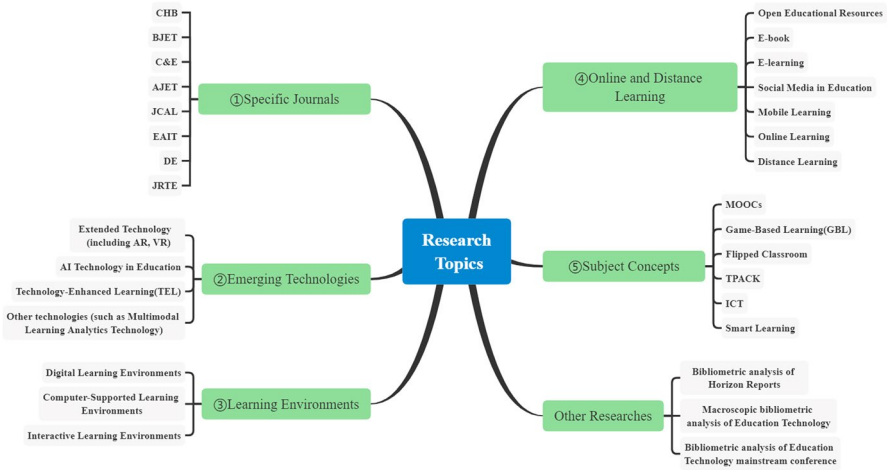 Research
Topics
①Specific Journals
CHB
BJET
C&E
AJET
JCAL
EAIT
DE
JRTE
②Emerging Technologies
Extended Technology
(including AR, VR)
AI Technology in Education
Technology-Enhanced Learning(TEL)
Other technologies (such as Multimodal
Learning Analytics Technology)
③Learning Environments
Digital Learning Environments
Computer-Supported Learning
Environments
Interactive Learning Environments
④Online and Distance
Learning
Open Educational Resources
E-book
E-learning
Social Media in Education
Mobile Learning
Online Learning
Distance Learning
⑤Subject Concepts
MOOCs
Game-Based Learning(GBL)
Flipped Classroom
TPACK
ICT
Smart Learning
Other Researches
Bibliometric analysis of
Horizon Reports
Macroscopic bibliometric
analysis of Education Technology
Bibliometric analysis of Education
Technology mainstream conference